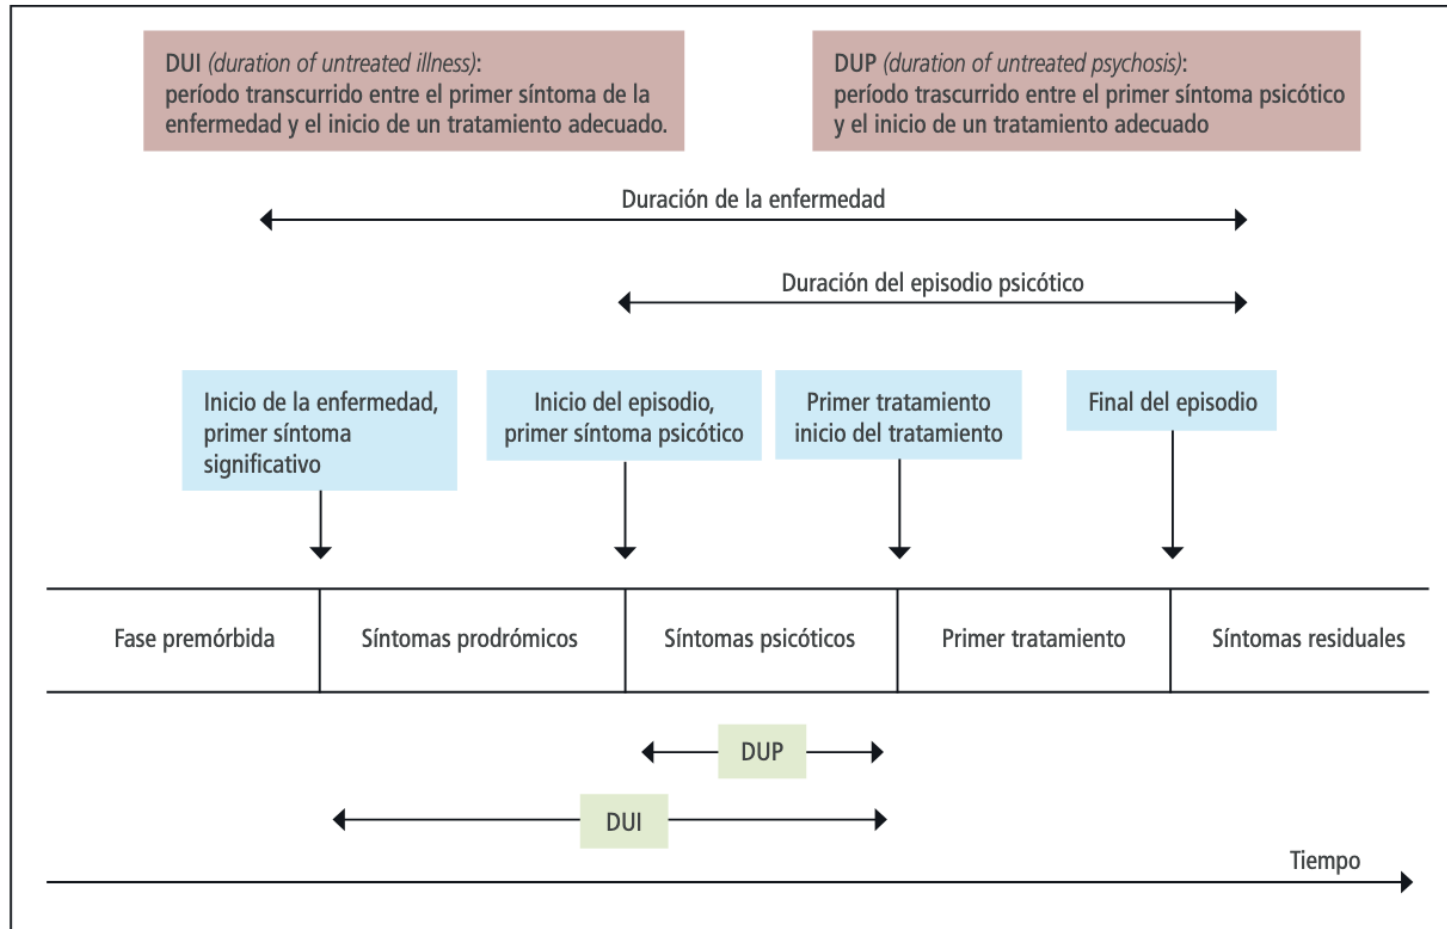 DUI (duration of untreated illness):
período transcurrido entre el primer síntoma de la
enfermedad y el inicio de un tratamiento adecuado.
DUP (duration of untreated psychosis):
período trascurrido entre el primer síntoma psicótico
y el inicio de un tratamiento adecuado
Duración de la enfermedad
Duración del episodio psicótico
Inicio de la enfermedad,
primer síntoma
significativo
Inicio del episodio,
primer síntoma psicótico
Primer tratamiento
inicio del tratamiento
Final del episodio
Fase premórbida
Síntomas prodrómicos
Síntomas psicóticos
Primer tratamiento
Síntomas residuales
DUP
DUI
Tiempo